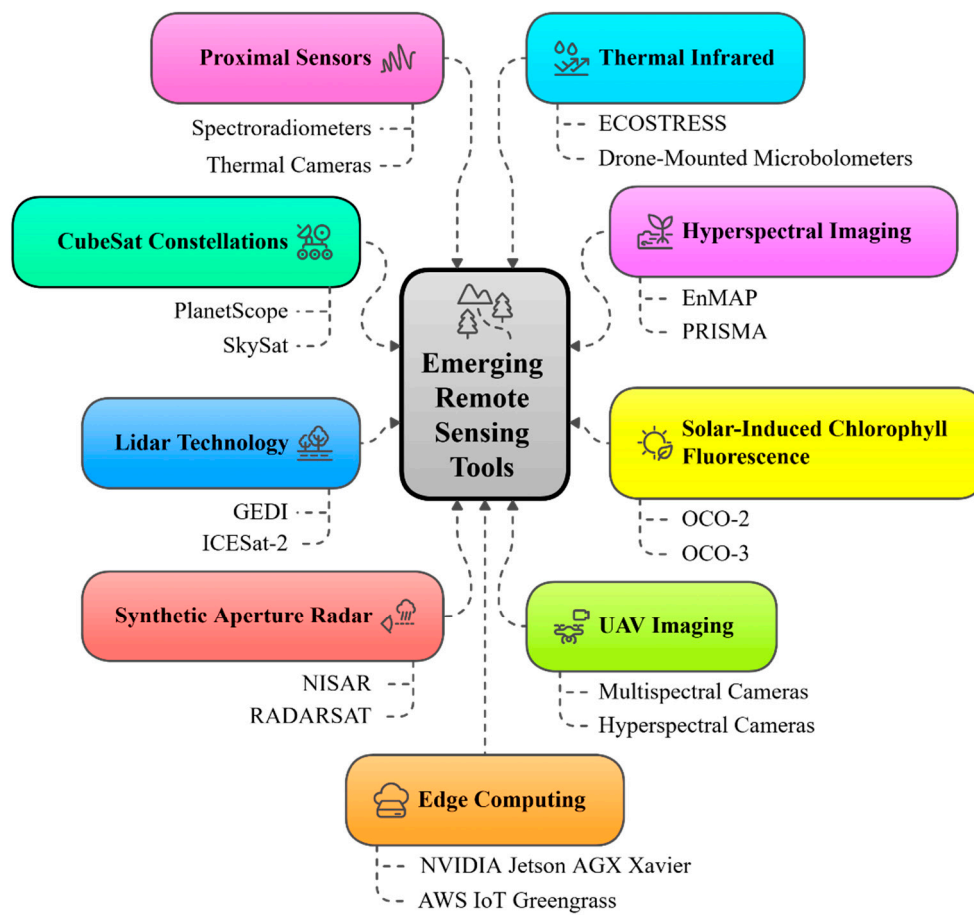 Proximal Sensors
Spectroradiometers
Thermal Cameras
Thermal Infrared
ECOSTRESS
Drone-Mounted Microbolometers
CubeSat Constellations
PlanetScope
SkySat
Hyperspectral Imaging
EnMAP
PRISMA
Emerging
Remote
Sensing
Tools
Lidar Technology
GEDI
ICESat-2
Solar-Induced Chlorophyll
Fluorescence
OCO-2
OCO-3
Synthetic Aperture Radar
NISAR
RADARSAT
UAV Imaging
Multispectral Cameras
Hyperspectral Cameras
Edge Computing
NVIDIA Jetson AGX Xavier
AWS IoT Greengrass